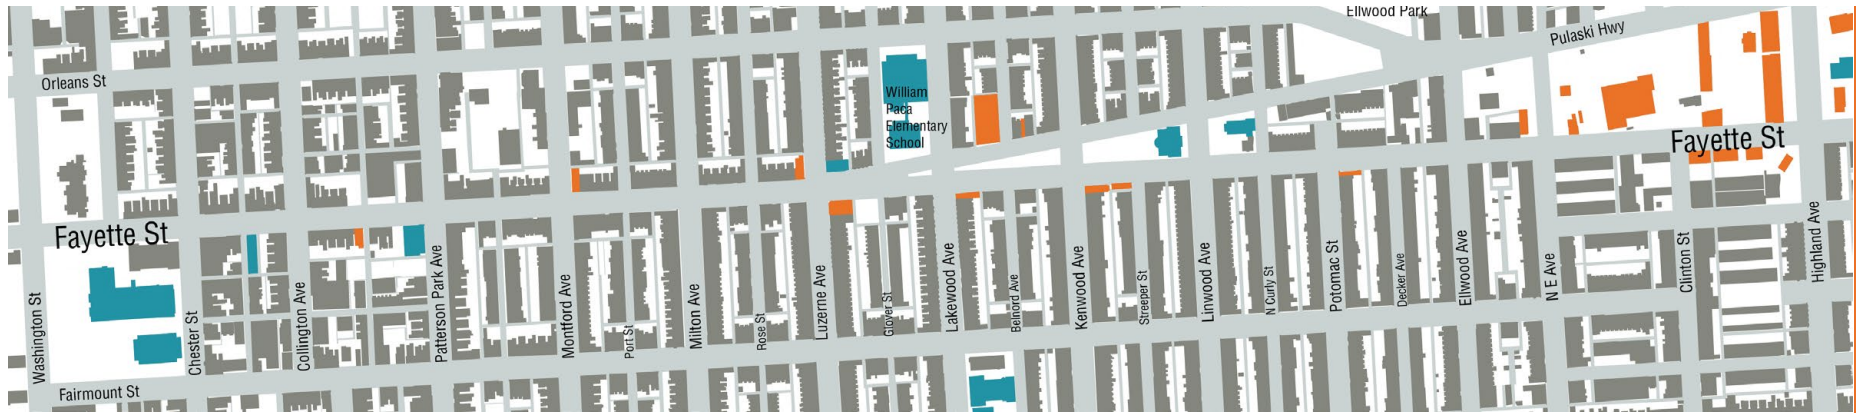 Ellwood Park
Pulaski Hwy
Orleans St
William
Paca
Elementary
School
Fayette St
Fayette St
Washington St
Chester St
Collington Ave
Patterson Park Ave
Montford Ave
Port St
Milton Ave
Rose St
Luzerne Ave
Glover St
Lakewood Ave
Belnord Ave
Kenwood Ave
Streeper St
Linwood Ave
N Curly St
Potomac St
Decker Ave
Ellwood Ave
N E Ave
Clinton St
Highland Ave
Fairmount St